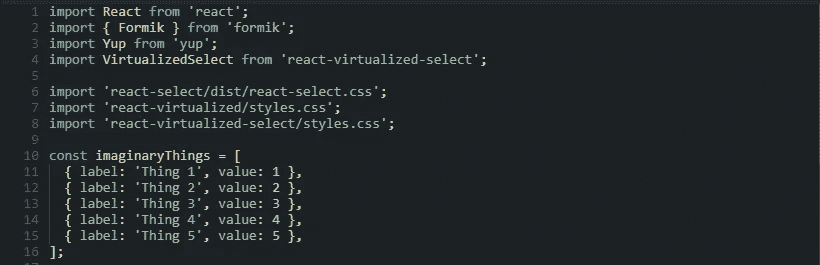 1 import React from 'react';
2 import { Formik } from 'formik';
3 import Yup from 'yup';
4 import VirtualizedSelect from 'react-virtualized-select';
5
6 import 'react-select/dist/react-select.css';
7 import 'react-virtualized/styles.css';
8 import 'react-virtualized-select/styles.css';
9
10 const imaginaryThings = [
11 { label: 'Thing 1', value: 1 },
12 { label: 'Thing 2', value: 2 },
13 { label: 'Thing 3', value: 3 },
14 { label: 'Thing 4', value: 4 },
15 { label: 'Thing 5', value: 5 },
16 ];